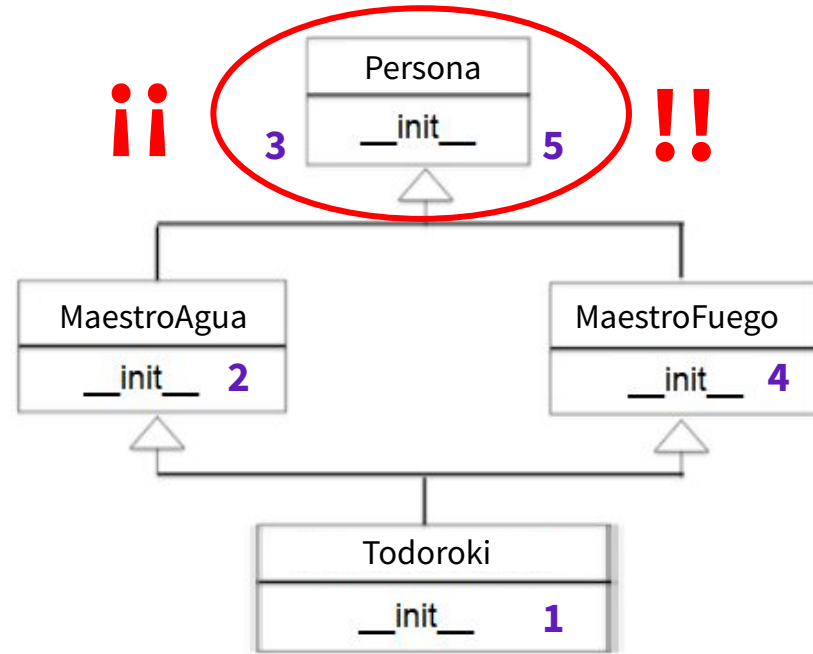 Persona
¡¡ !!
3 __init__ 5
MaestroAgua
MaestroFuego
__init__ 2
__init__ 4
Todoroki
__init__ 1